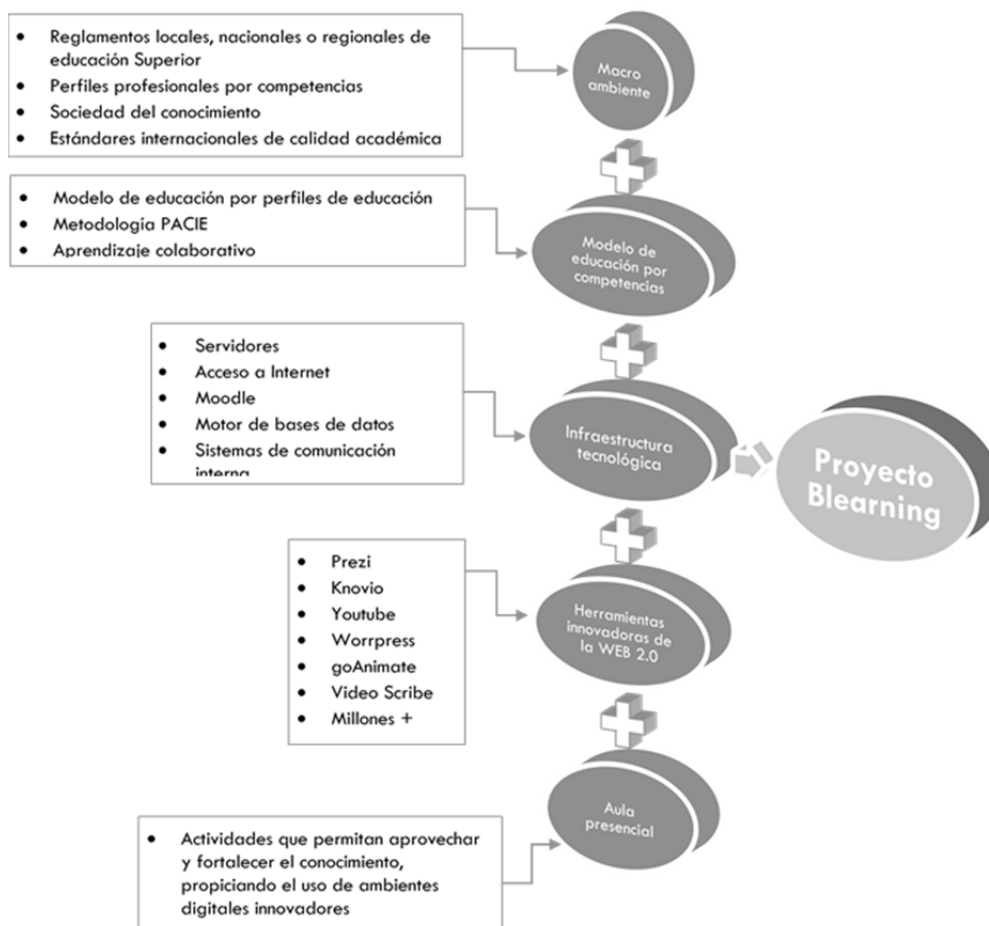 • Reglamentos locales, nacionales o regionales de
educación Superior
• Perfiles profesionales por competencias
• Sociedad del conocimiento
• Estándares internacionales de calidad académica
Macro
ambiente
• Modelo de educación por perfiles de educación
• Metodología PACIE
• Aprendizaje colaborativo
Modelo de
educación por
competencias
• Servidores
• Acceso a Internet
• Moodle
• Motor de bases de datos
• Sistemas de comunicación
interna
Infraestructura
tecnológica
Proyecto
Blearning
• Prezi
• Knovio
• Youtube
• Worrpress
• goAnimate
• Video Scribe
• Millones +
Herramientas
innovadoras de
la WEB 2.0
Aula
presencial
• Actividades que permitan aprovechar
y fortalecer el conocimiento,
propiciando el uso de ambientes
digitales innovadores